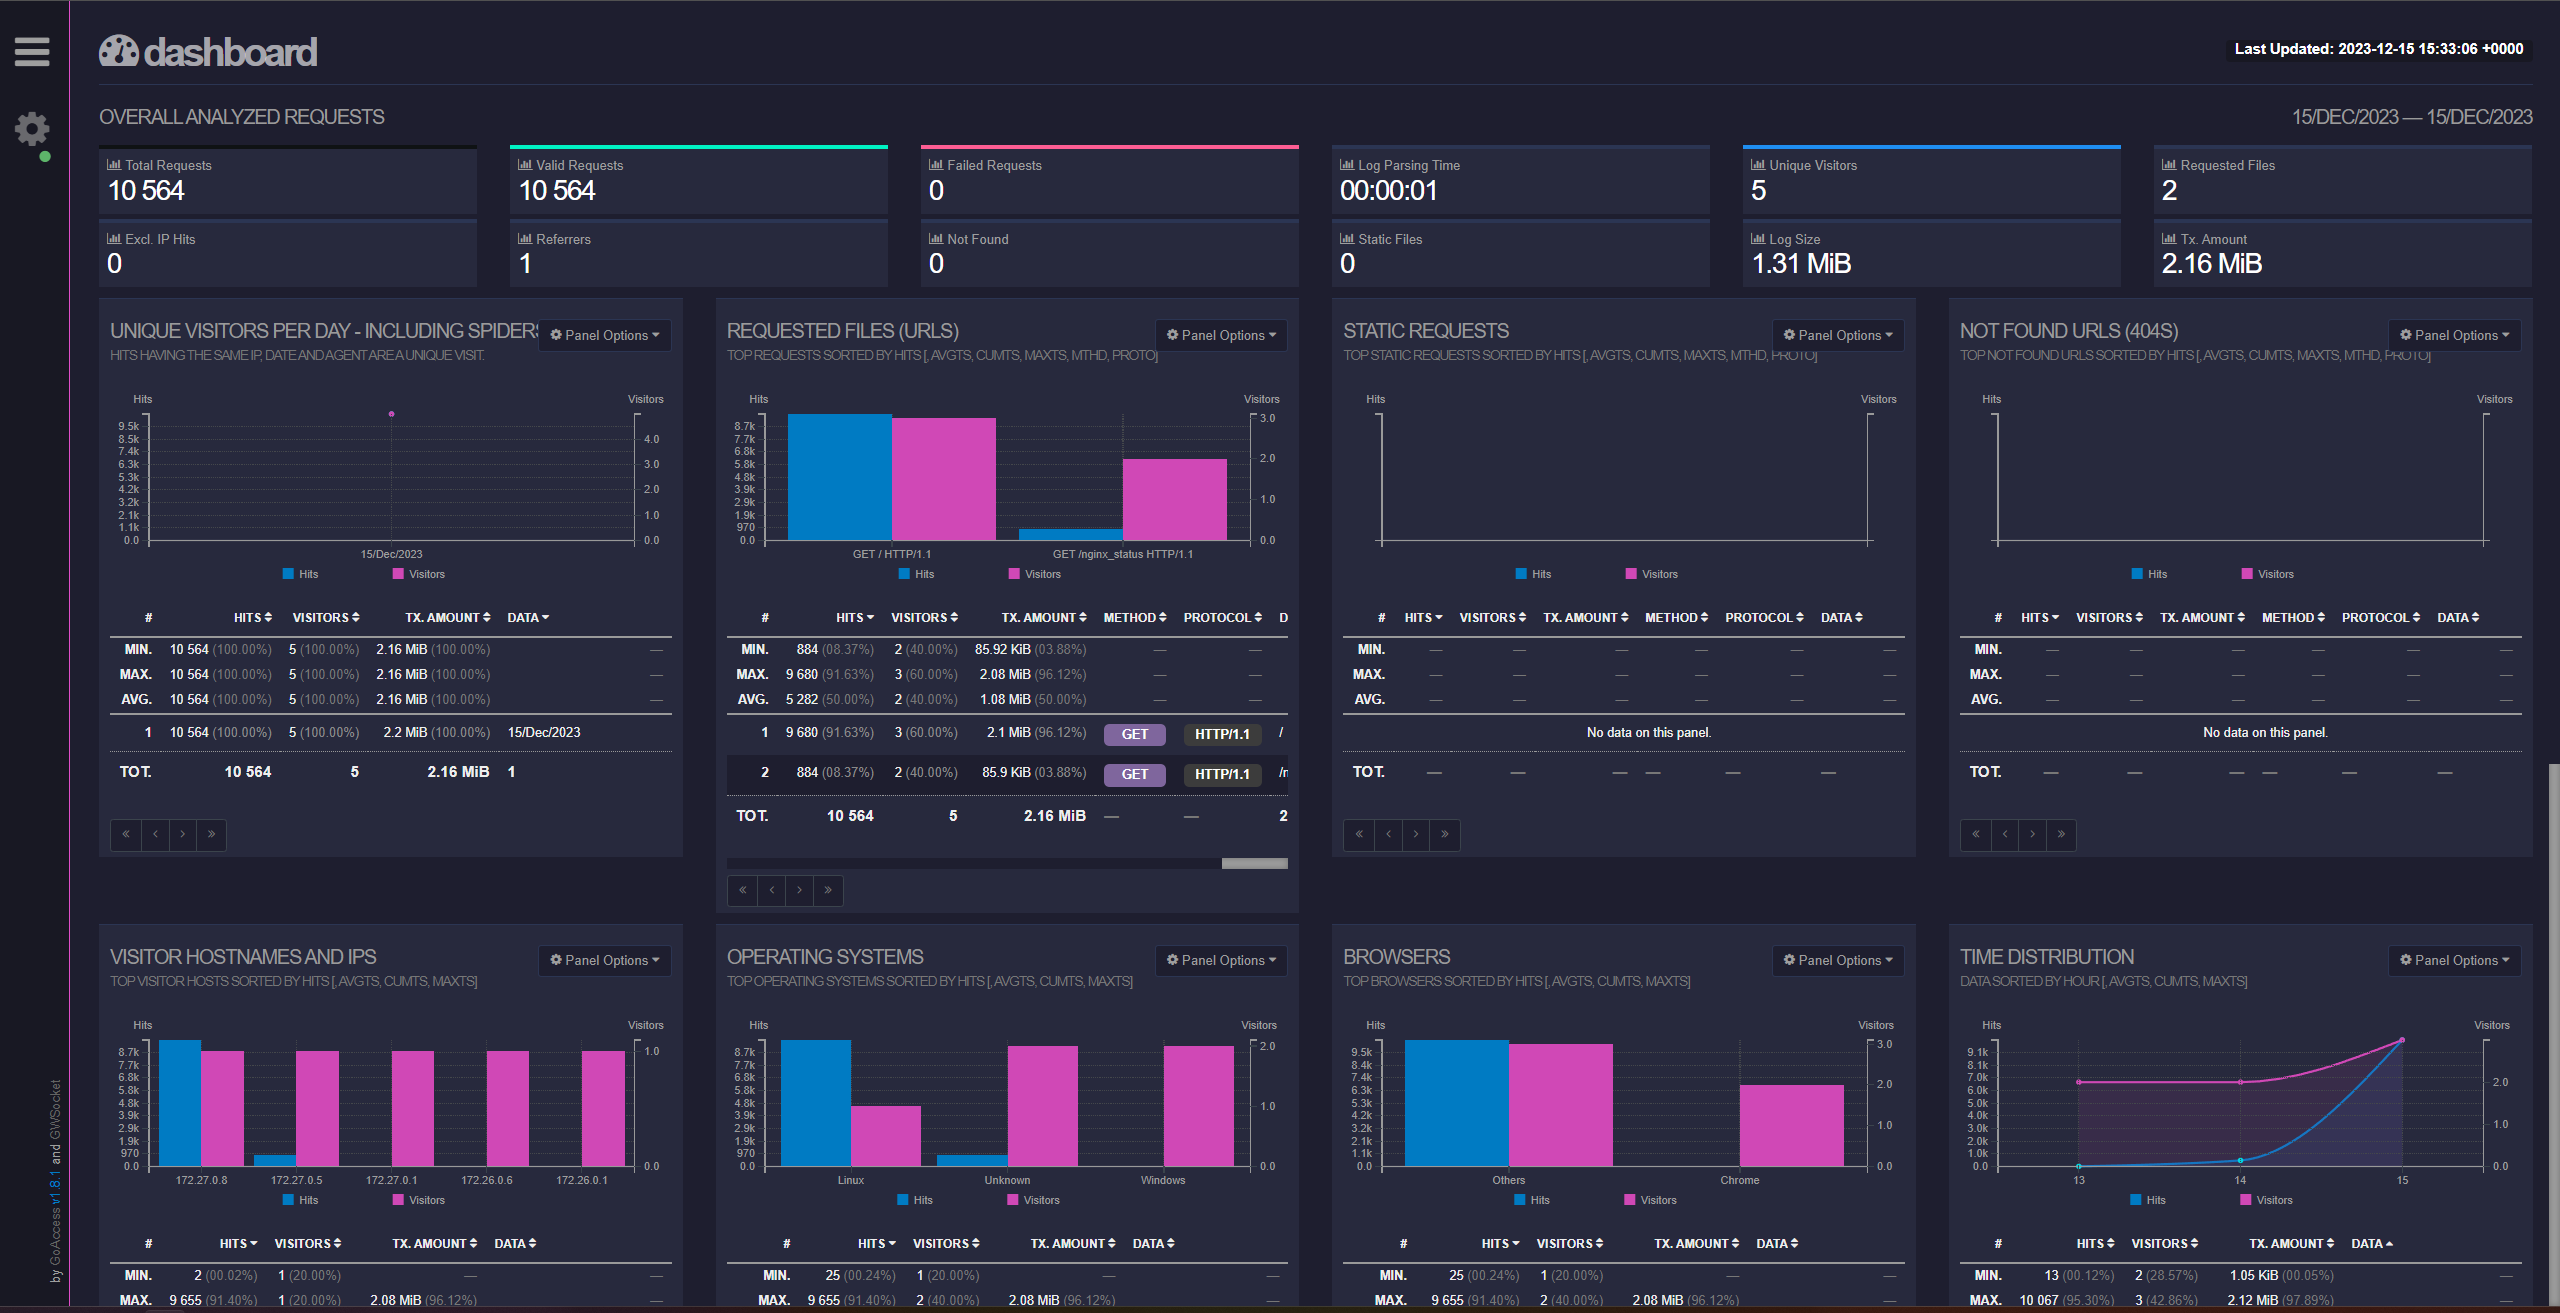 dashboard
Last Updated: 2023-12-15 15:33:06 +0000
OVERALL ANALYZED REQUESTS
15/DEC/2023 — 15/DEC/2023
Total Requests
10 564
Valid Requests
10 564
Failed Requests
0
Log Parsing Time
00:00:01
Unique Visitors
5
Requested Files
2
Excl. IP Hits
0
Referrers
1
Not Found
0
Static Files
0
Log Size
1.31 MiB
Tx. Amount
2.16 MiB
UNIQUE VISITORS PER DAY - INCLUDING SPIDERS
Panel Options
HITS HAVING THE SAME IP, DATE AND AGENT ARE A UNIQUE VISIT.
Hits Visitors
9.5k
8.5k 4.0
7.4k
6.3k 3.0
5.3k
4.2k 2.0
3.2k
2.1k 1.0
1.1k
0.0 0.0
15/Dec/2023
Hits Visitors
# HITS VISITORS TX. AMOUNT DATA
MIN. 10 564 (100.00%) 5 (100.00%) 2.16 MiB (100.00%) —
MAX. 10 564 (100.00%) 5 (100.00%) 2.16 MiB (100.00%) —
AVG. 10 564 (100.00%) 5 (100.00%) 2.16 MiB (100.00%) —
1 10 564 (100.00%) 5 (100.00%) 2.2 MiB (100.00%) 15/Dec/2023
TOT. 10 564 5 2.16 MiB 1
« ‹ › »
REQUESTED FILES (URLS)
Panel Options
TOP REQUESTS SORTED BY HITS [, AVGTS, CUMTS, MAXTS, MTHD, PROTO]
Hits Visitors
8.7k 3.0
7.7k
6.8k
5.8k 2.0
4.8k
3.9k
2.9k 1.0
1.9k
970
0.0 0.0
GET / HTTP/1.1 GET /nginx_status HTTP/1.1
Hits Visitors
# HITS VISITORS TX. AMOUNT METHOD PROTOCOL D
MIN. 884 (08.37%) 2 (40.00%) 85.92 KiB (03.88%) — —
MAX. 9 680 (91.63%) 3 (60.00%) 2.08 MiB (96.12%) — —
AVG. 5 282 (50.00%) 2 (40.00%) 1.08 MiB (50.00%) — —
1 9 680 (91.63%) 3 (60.00%) 2.1 MiB (96.12%) GET HTTP/1.1 /
2 884 (08.37%) 2 (40.00%) 85.9 KiB (03.88%) GET HTTP/1.1 /n
TOT. 10 564 5 2.16 MiB — — 2
« ‹ › »
STATIC REQUESTS
Panel Options
TOP STATIC REQUESTS SORTED BY HITS [, AVGTS, CUMTS, MAXTS, MTHD, PROTO]
Hits Visitors
Hits Visitors
# HITS VISITORS TX. AMOUNT METHOD PROTOCOL DATA
MIN. — — — — — —
MAX. — — — — — —
AVG. — — — — — —
No data on this panel.
TOT. — — — — — —
« ‹ › »
NOT FOUND URLS (404S)
Panel Options
TOP NOT FOUND URLS SORTED BY HITS [, AVGTS, CUMTS, MAXTS, MTHD, PROTO]
Hits Visitors
Hits Visitors
# HITS VISITORS TX. AMOUNT METHOD PROTOCOL DATA
MIN. — — — — — —
MAX. — — — — — —
AVG. — — — — — —
No data on this panel.
TOT. — — — — — —
« ‹ › »
VISITOR HOSTNAMES AND IPS
Panel Options
TOP VISITOR HOSTS SORTED BY HITS [, AVGTS, CUMTS, MAXTS]
Hits Visitors
8.7k 1.0
7.7k
6.8k
5.8k
4.8k
3.9k
2.9k
1.9k
970
0.0 0.0
172.27.0.8 172.27.0.5 172.27.0.1 172.26.0.6 172.26.0.1
Hits Visitors
# HITS VISITORS TX. AMOUNT DATA
MIN. 2 (00.02%) 1 (20.00%) — —
MAX. 9 655 (91.40%) 1 (20.00%) 2.08 MiB (96.12%) —
OPERATING SYSTEMS
Panel Options
TOP OPERATING SYSTEMS SORTED BY HITS [, AVGTS, CUMTS, MAXTS]
Hits Visitors
8.7k 2.0
7.7k
6.8k
5.8k
4.8k 1.0
3.9k
2.9k
1.9k
970
0.0 0.0
Linux Unknown Windows
Hits Visitors
# HITS VISITORS TX. AMOUNT DATA
MIN. 25 (00.24%) 1 (20.00%) — —
MAX. 9 655 (91.40%) 2 (40.00%) 2.08 MiB (96.12%) —
BROWSERS
Panel Options
TOP BROWSERS SORTED BY HITS [, AVGTS, CUMTS, MAXTS]
Hits Visitors
9.5k 3.0
8.4k
7.4k
6.3k 2.0
5.3k
4.2k
3.2k 1.0
2.1k
1.1k
0.0 0.0
Others Chrome
Hits Visitors
# HITS VISITORS TX. AMOUNT DATA
MIN. 25 (00.24%) 1 (20.00%) — —
MAX. 9 655 (91.40%) 2 (40.00%) 2.08 MiB (96.12%) —
TIME DISTRIBUTION
Panel Options
DATA SORTED BY HOUR [, AVGTS, CUMTS, MAXTS]
Hits Visitors
9.1k
8.1k
7.0k 2.0
6.0k
5.0k
4.0k 1.0
3.0k
2.0k
1.0k
0.0 0.0
13 14 15
Hits Visitors
# HITS VISITORS TX. AMOUNT DATA
MIN. 13 (00.12%) 2 (28.57%) 1.05 KiB (00.05%) —
MAX. 10 067 (95.30%) 3 (42.86%) 2.12 MiB (97.89%) —
by GoAccess v1.8.1 and GWSocket